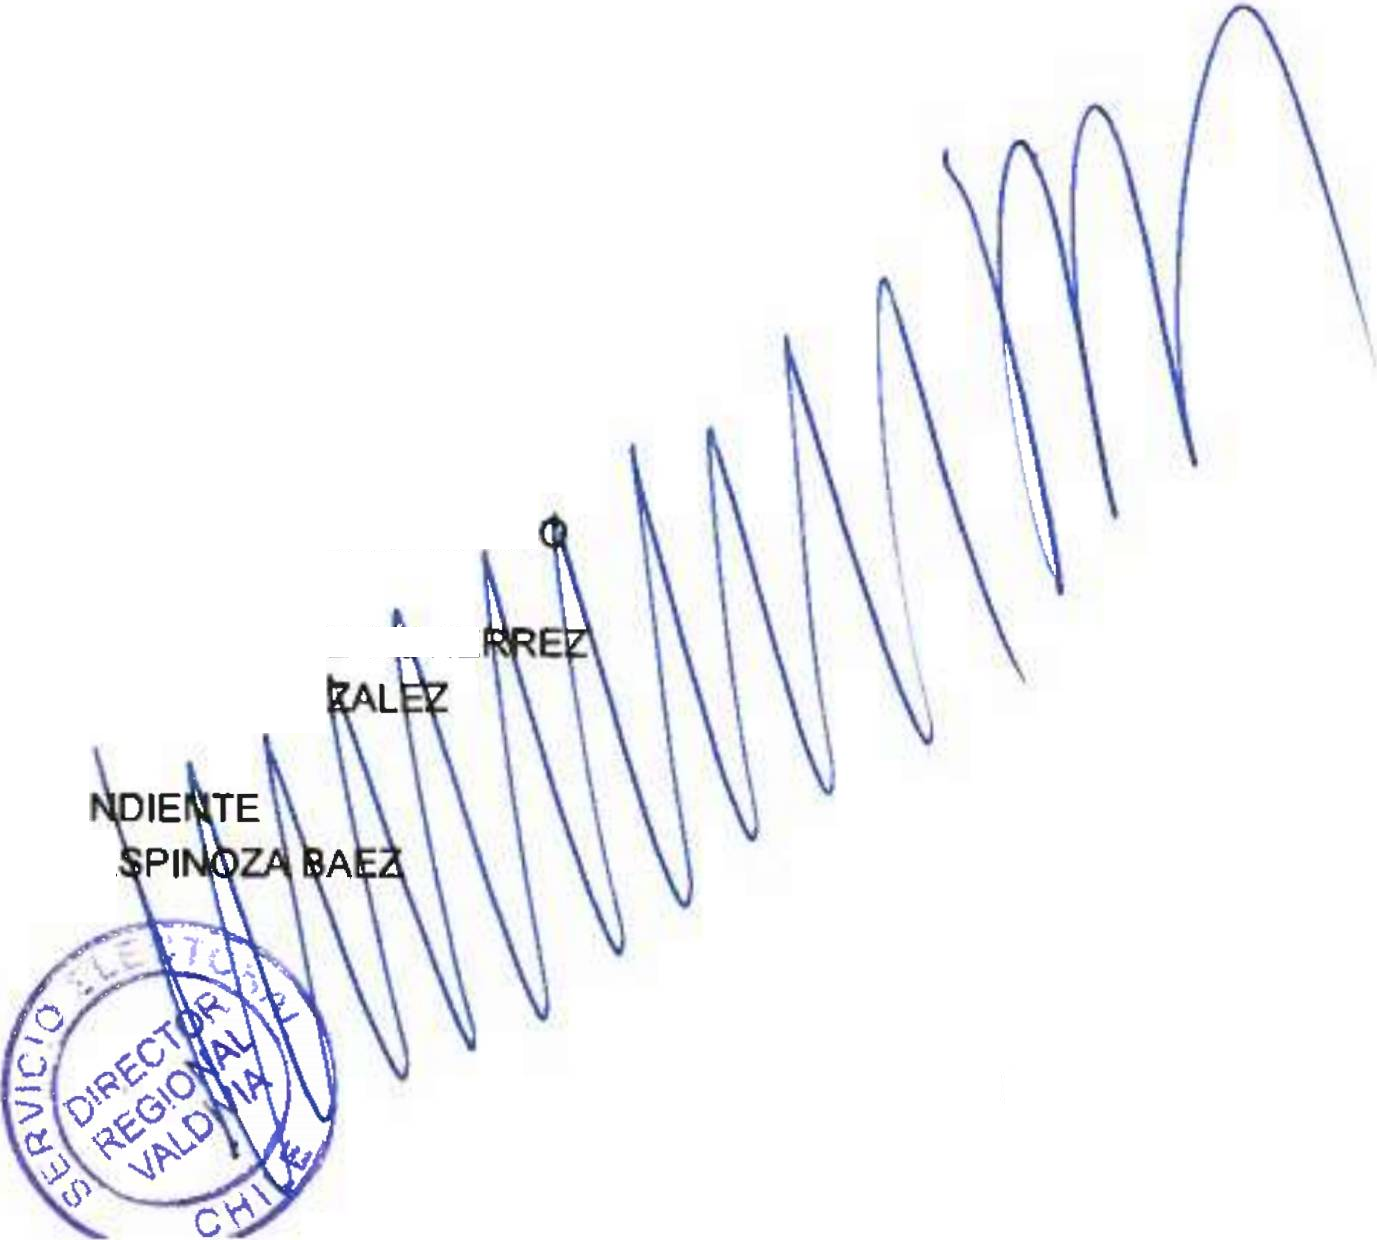 O
RREZ
ZALEZ
NDIENTE
SPINOZA BAEZ
SERVICIO ELECTORAL
DIRECTOR
REGIONAL
VALDIVIA
CHILE